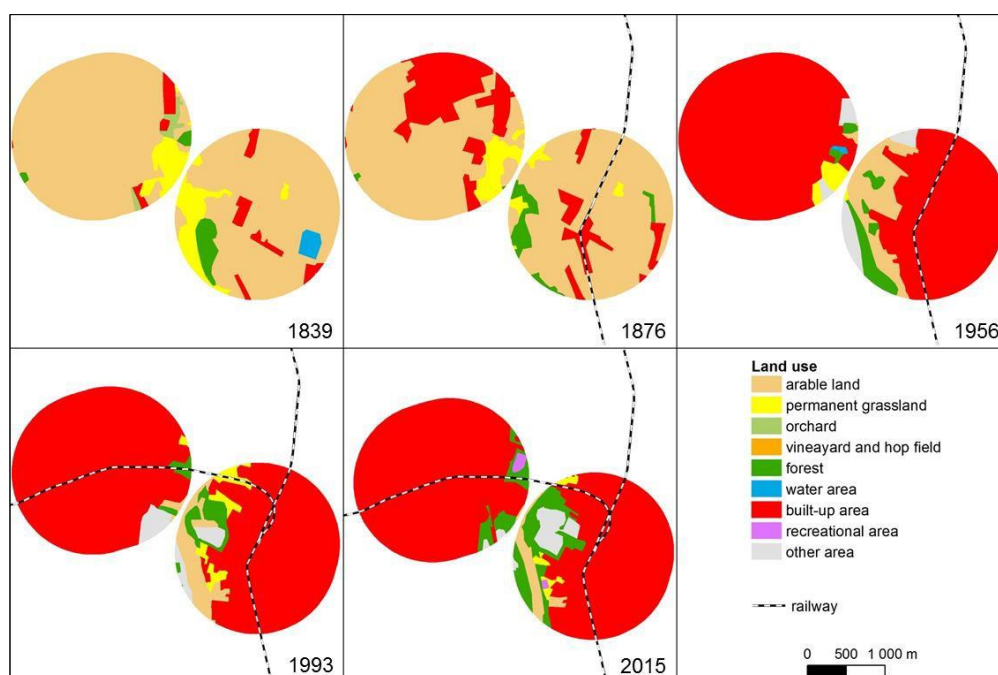 1839
1876
1956
1993
2015
Land use
arable land
permanent grassland
orchard
vineayard and hop field
forest
water area
built-up area
recreational area
other area
railway
0 500 1 000 m